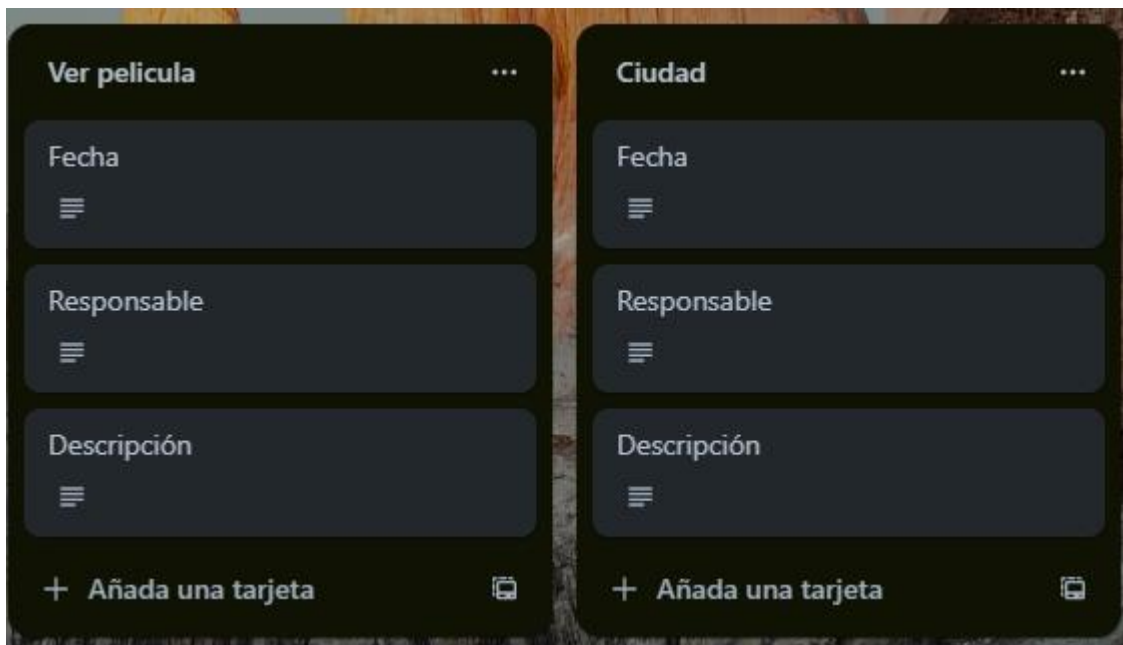 Ver pelicula
Fecha
Responsable
Descripción
+ Añada una tarjeta
Ciudad
Fecha
Responsable
Descripción
+ Añada una tarjeta